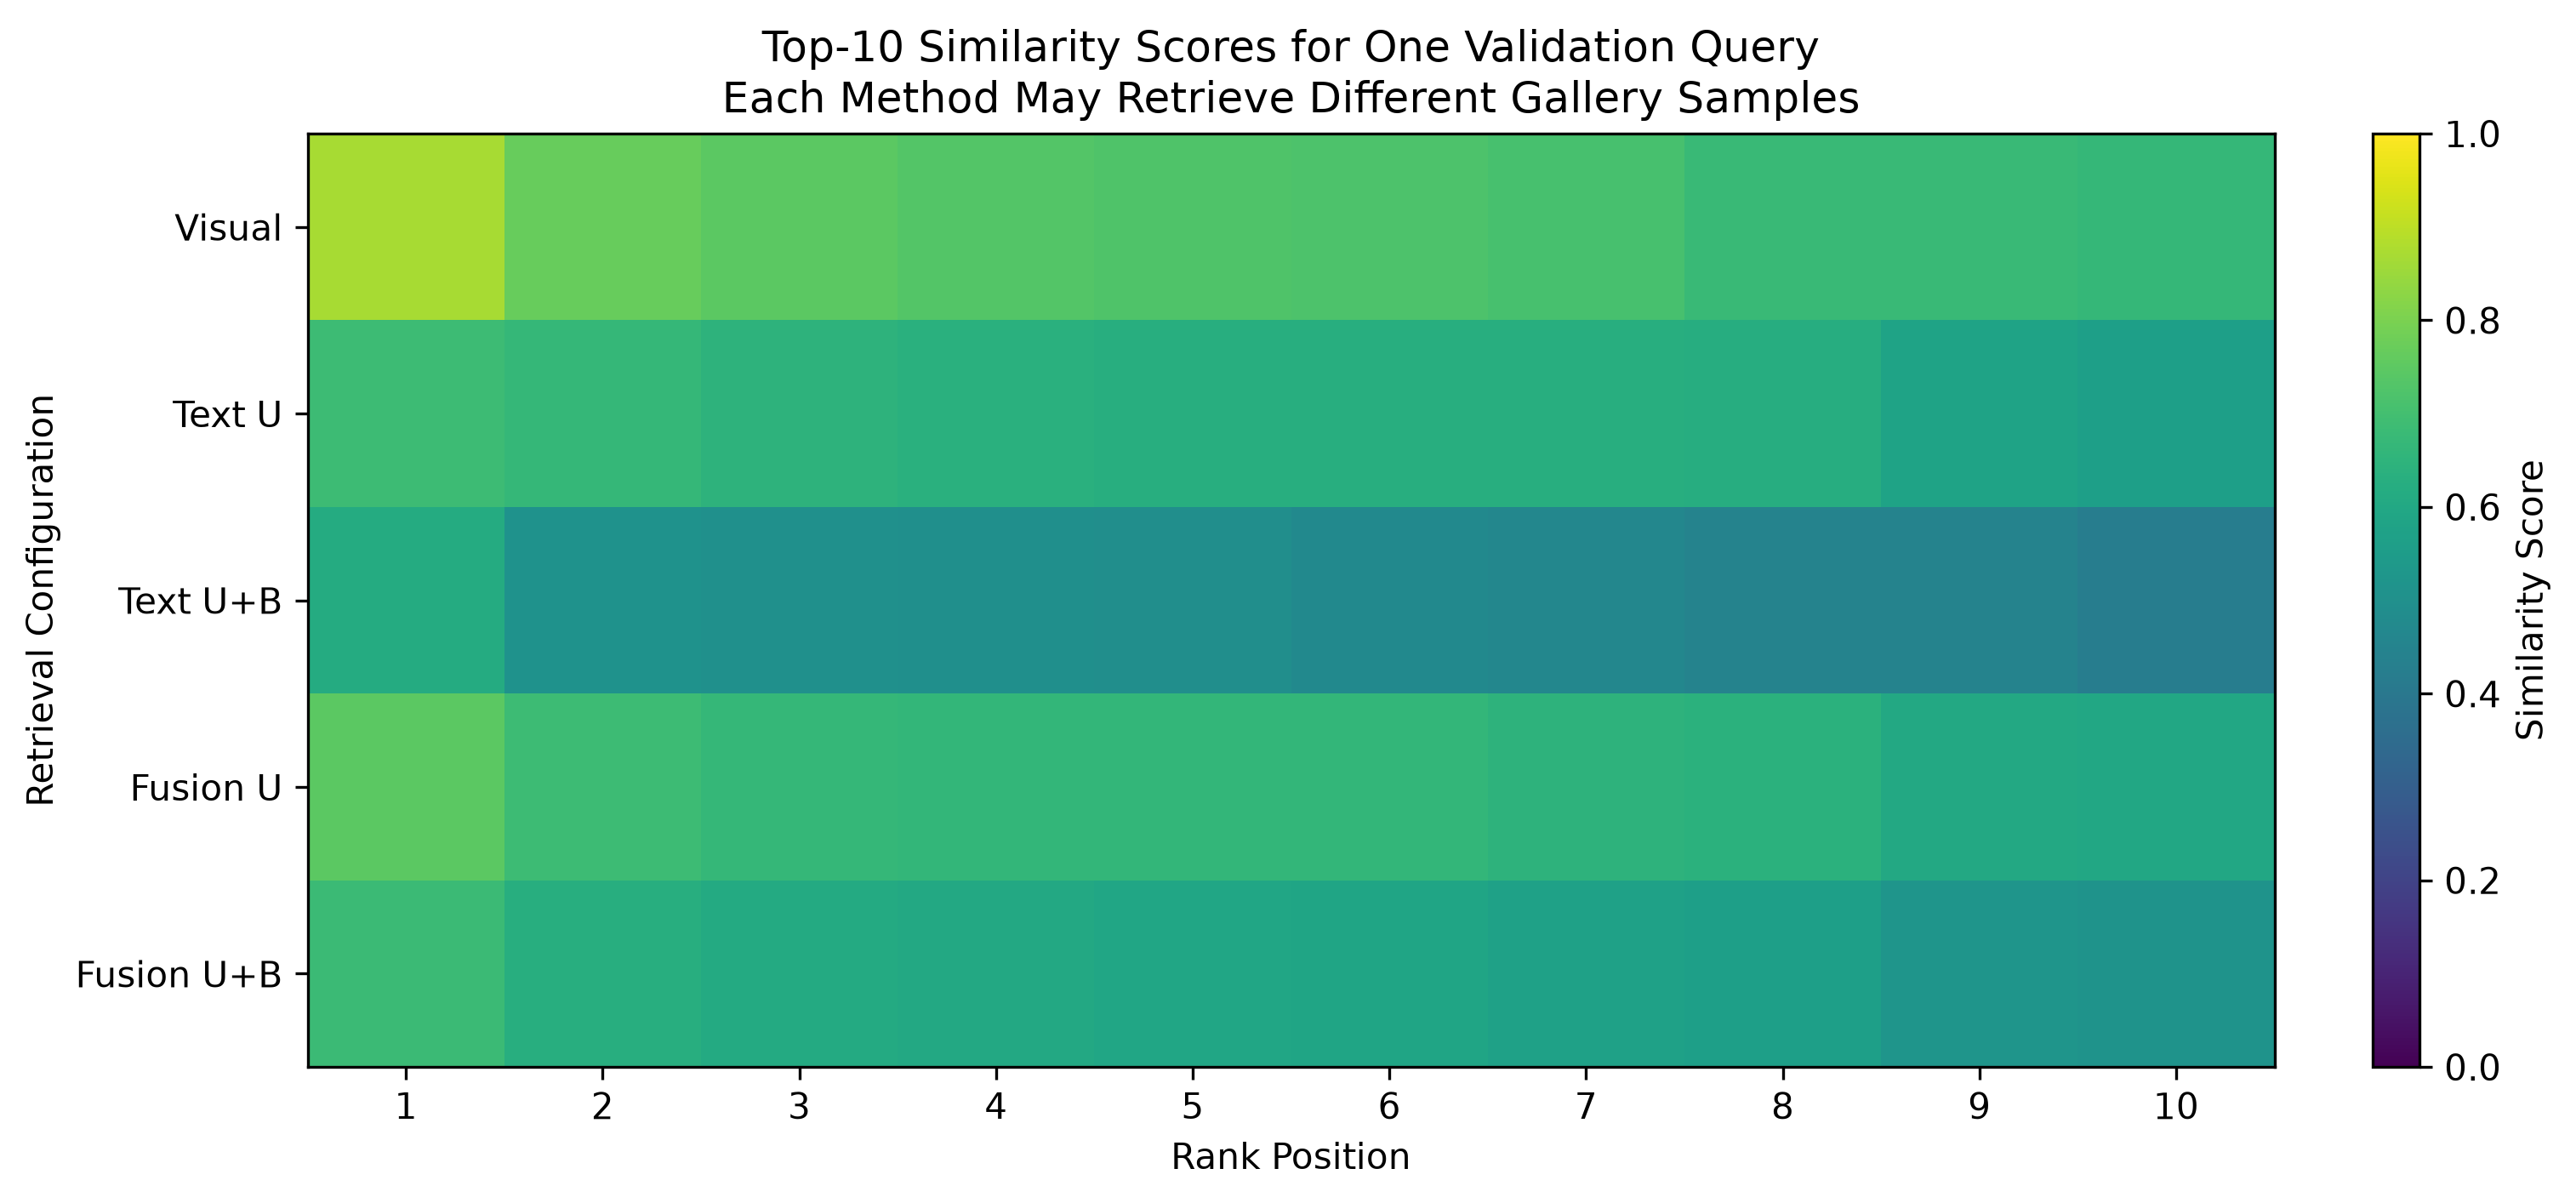 Top-10 Similarity Scores for One Validation Query
Each Method May Retrieve Different Gallery Samples
Retrieval Configuration
Visual
Text U
Text U+B
Fusion U
Fusion U+B
1 2 3 4 5 6 7 8 9 10
Rank Position
1.0
0.8
0.6
0.4
0.2
0.0
Similarity Score